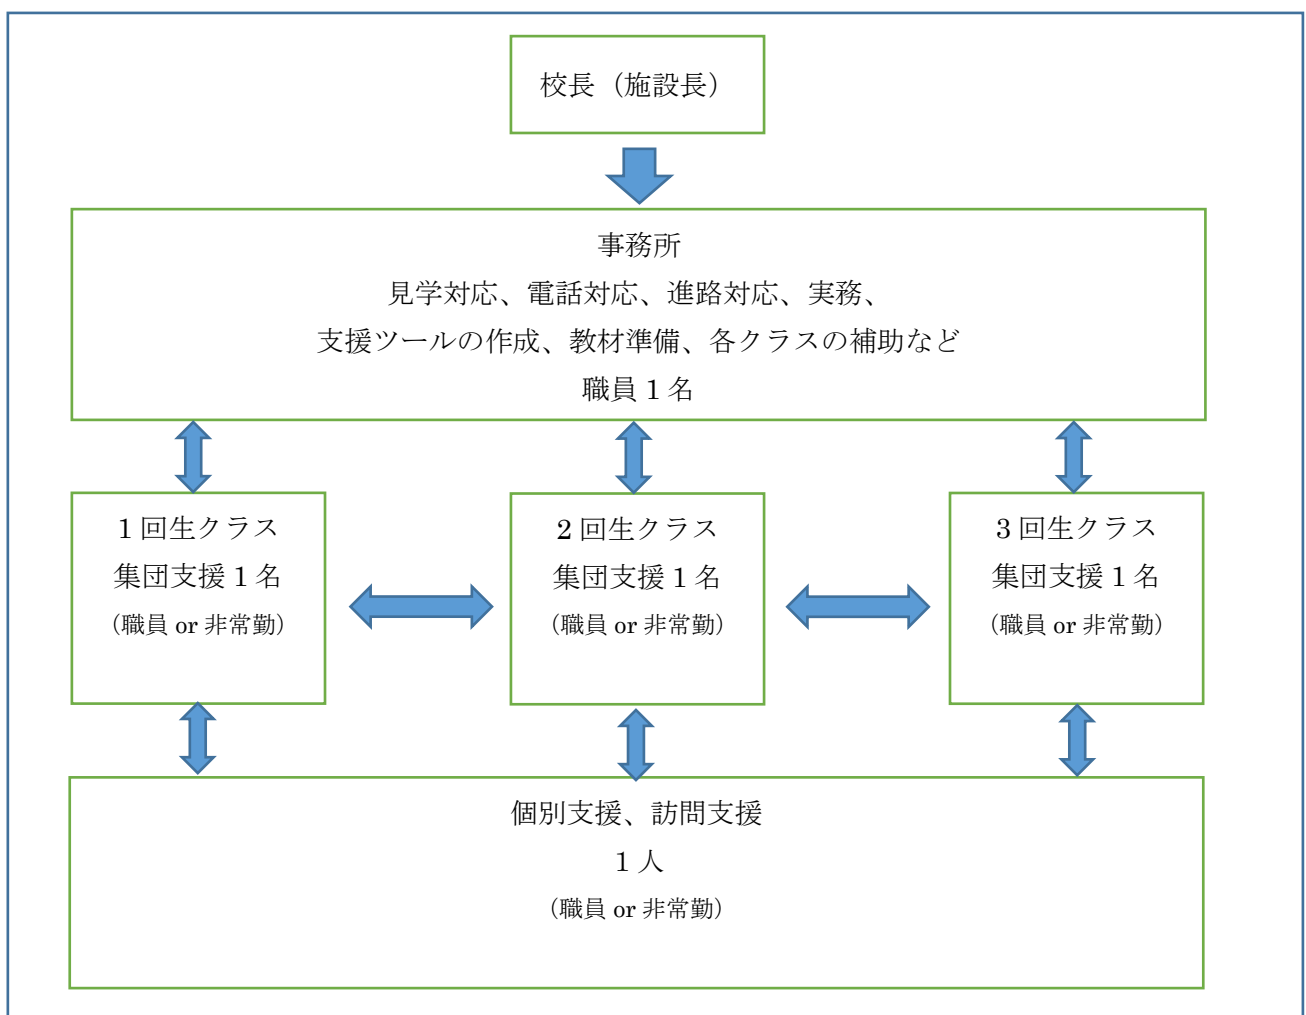 校長（施設長）
事務所
見学対応、電話対応、進路対応、実務、
支援ツールの作成、教材準備、各クラスの補助など
職員 1 名
1 回生クラス
集団支援 1 名
（職員 or 非常勤）
2 回生クラス
集団支援 1 名
（職員 or 非常勤）
3 回生クラス
集団支援 1 名
（職員 or 非常勤）
個別支援、訪問支援
1 人
（職員 or 非常勤）